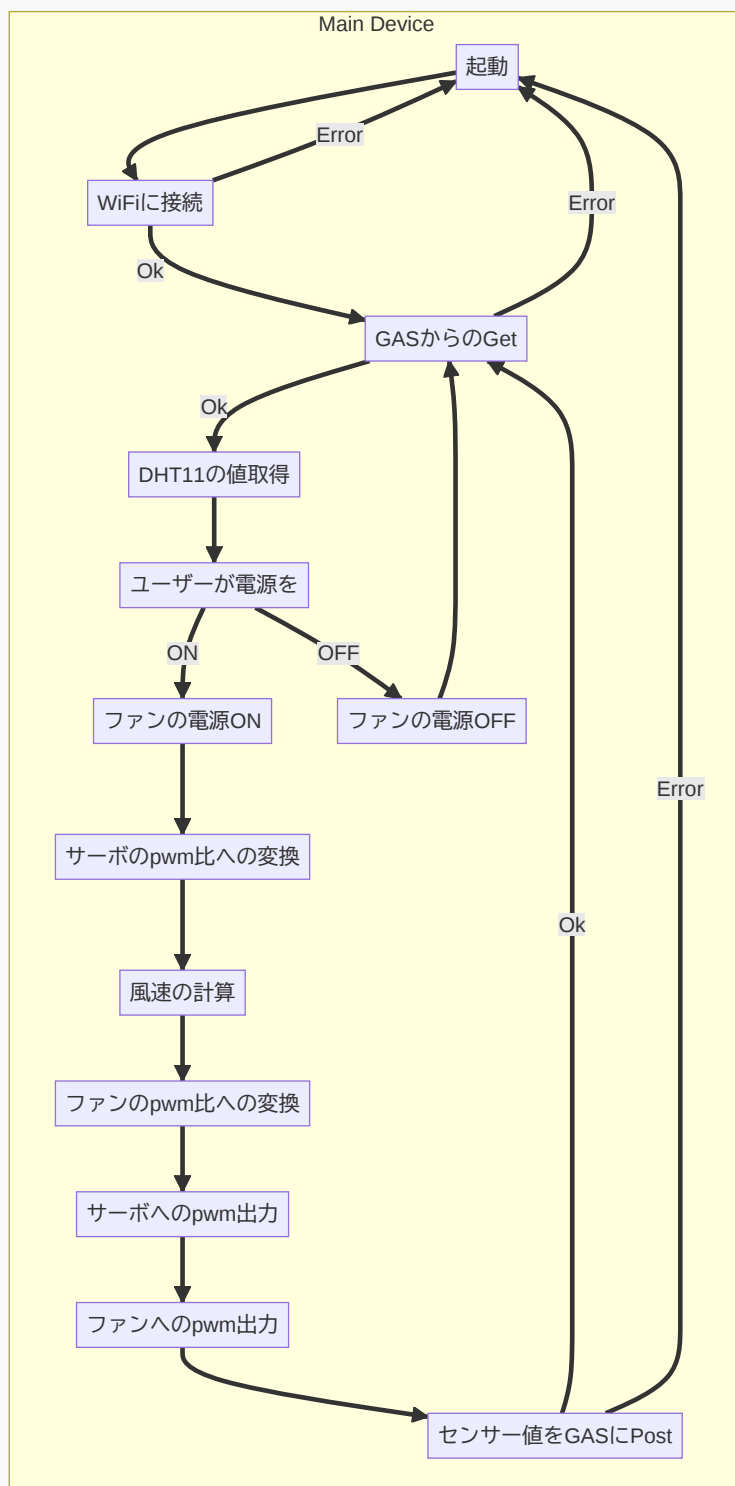 Main Device
起動
Error
WiFiに接続
Error
Ok
GASからのGet
Ok
DHT11の値取得
ユーザーが電源を
ON
OFF
ファンの電源ON
ファンの電源OFF
Error
サーボのpwm比への変換
Ok
風速の計算
ファンのpwm比への変換
サーボへのpwm出力
ファンへのpwm出力
センサー値をGASにPost